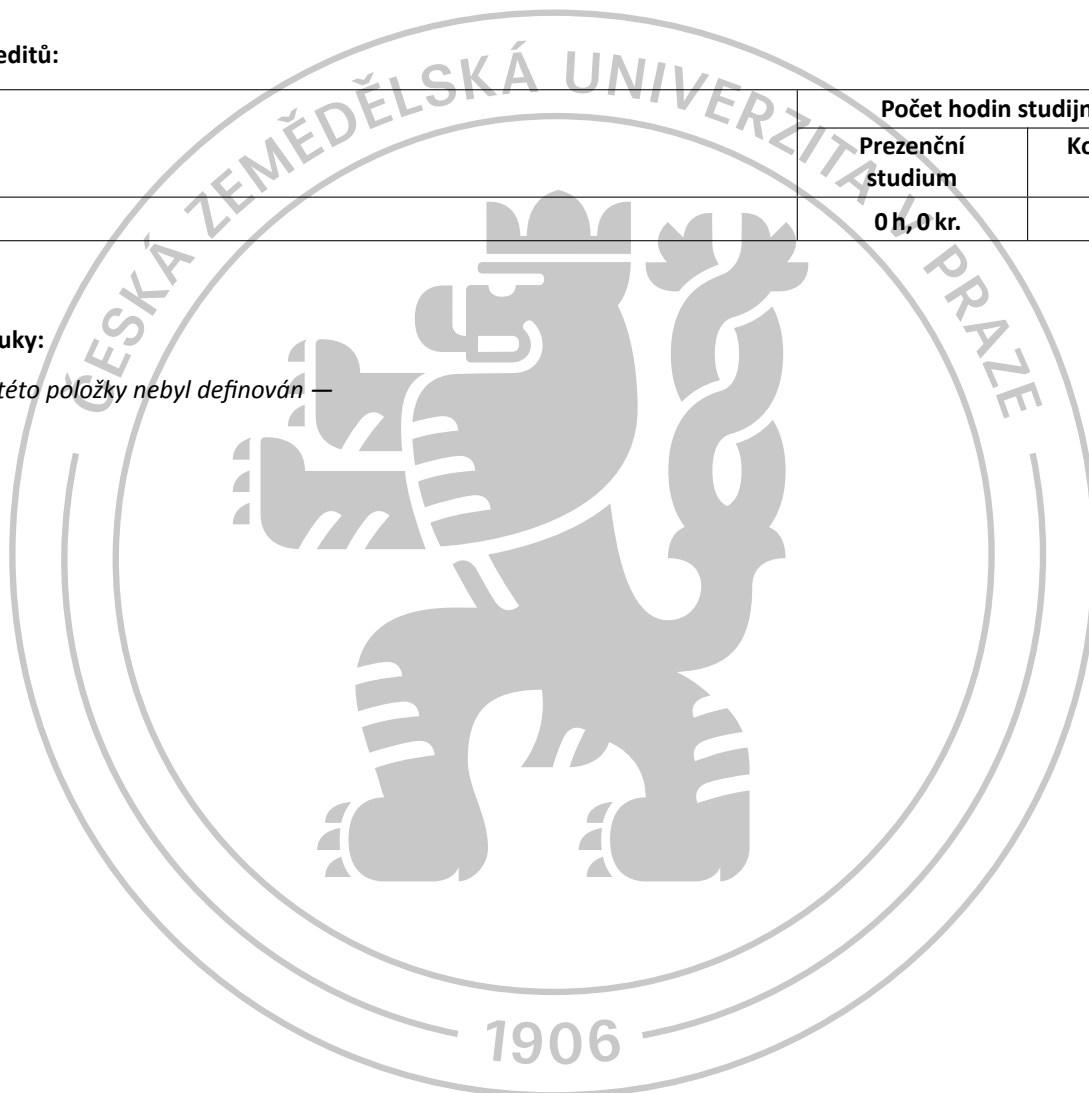 editů:
Počet hodin studijn
Prezenční
studium
Ko
0 h, 0 kr.
uky:
této položky nebyl definován —
ČESKÁ ZEMĚDĚLSKÁ UNIVERZITA V PRAZE
1906